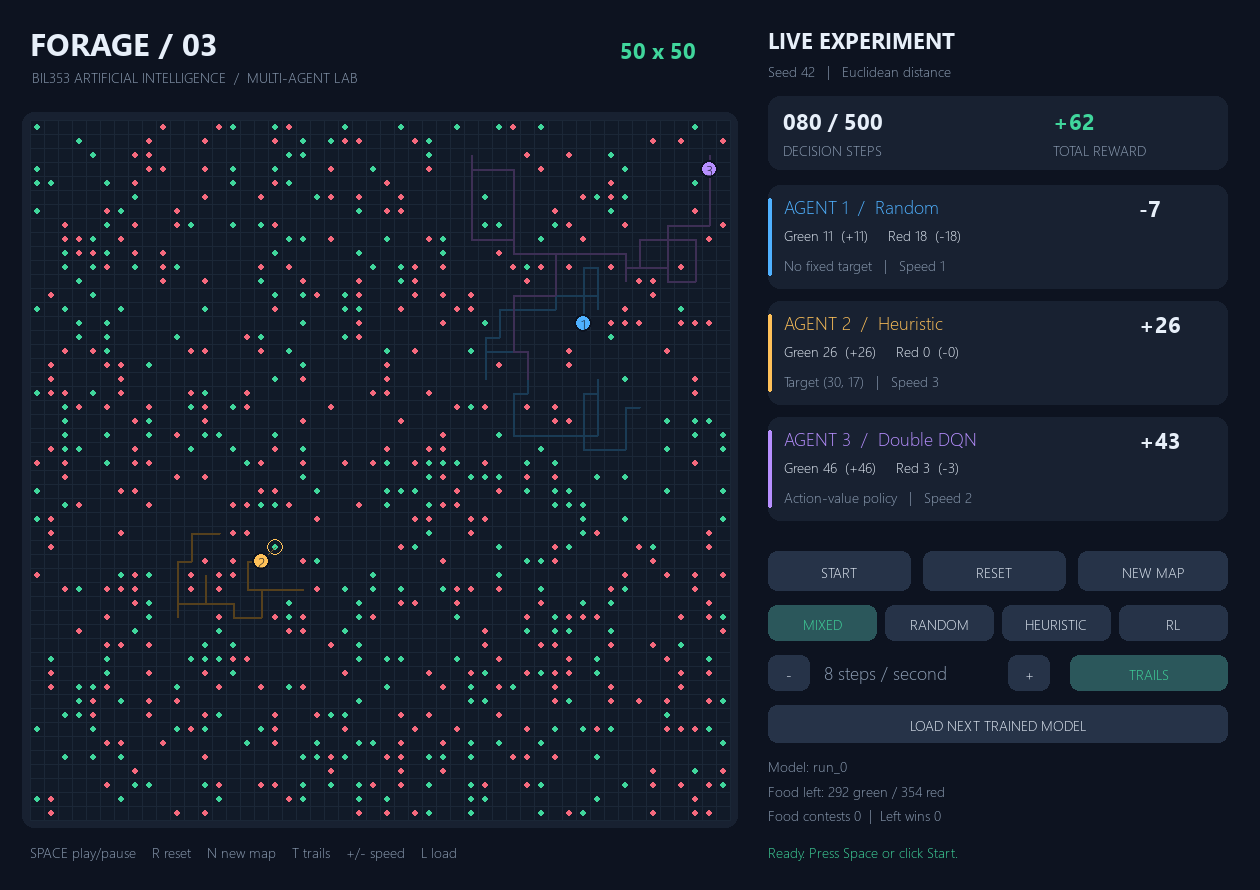 FORAGE / 03
50 x 50
BIL353 ARTIFICIAL INTELLIGENCE / MULTI-AGENT LAB
LIVE EXPERIMENT
Seed 42 | Euclidean distance
080 / 500
+62
DECISION STEPS
TOTAL REWARD
AGENT 1 / Random
-7
Green 11 (+11) Red 18 (-18)
No fixed target | Speed 1
AGENT 2 / Heuristic
+26
Green 26 (+26) Red 0 (-0)
Target (30, 17) | Speed 3
AGENT 3 / Double DQN
+43
Green 46 (+46) Red 3 (-3)
Action-value policy | Speed 2
3
1
2
START
RESET
NEW MAP
MIXED
RANDOM
HEURISTIC
RL
-
8 steps / second
+
TRAILS
LOAD NEXT TRAINED MODEL
Model: run_0
Food left: 292 green / 354 red
Food contests 0 | Left wins 0
SPACE play/pause R reset N new map T trails +/- speed L load
Ready. Press Space or click Start.